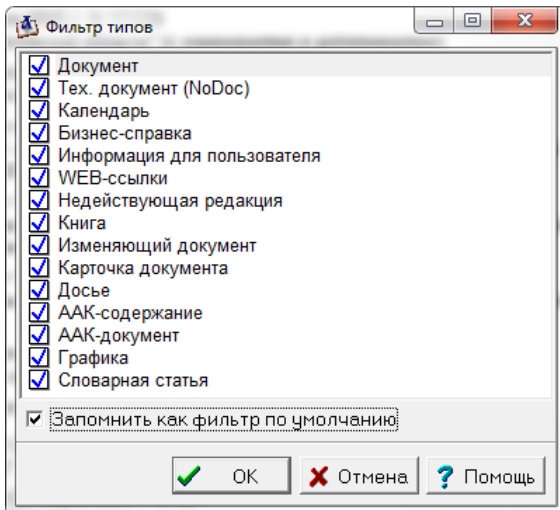 Фильтр типов
Документ
Тех. документ (NoDoc)
Календарь
Бизнес-справка
Информация для пользователя
WEB-ссылки
Недействующая редакция
Книга
Изменяющий документ
Карточка документа
Досье
ААК-содержание
ААК-документ
Графика
Словарная статья
Запомнить как фильтр по умолчанию
OK
Отмена
Помощь